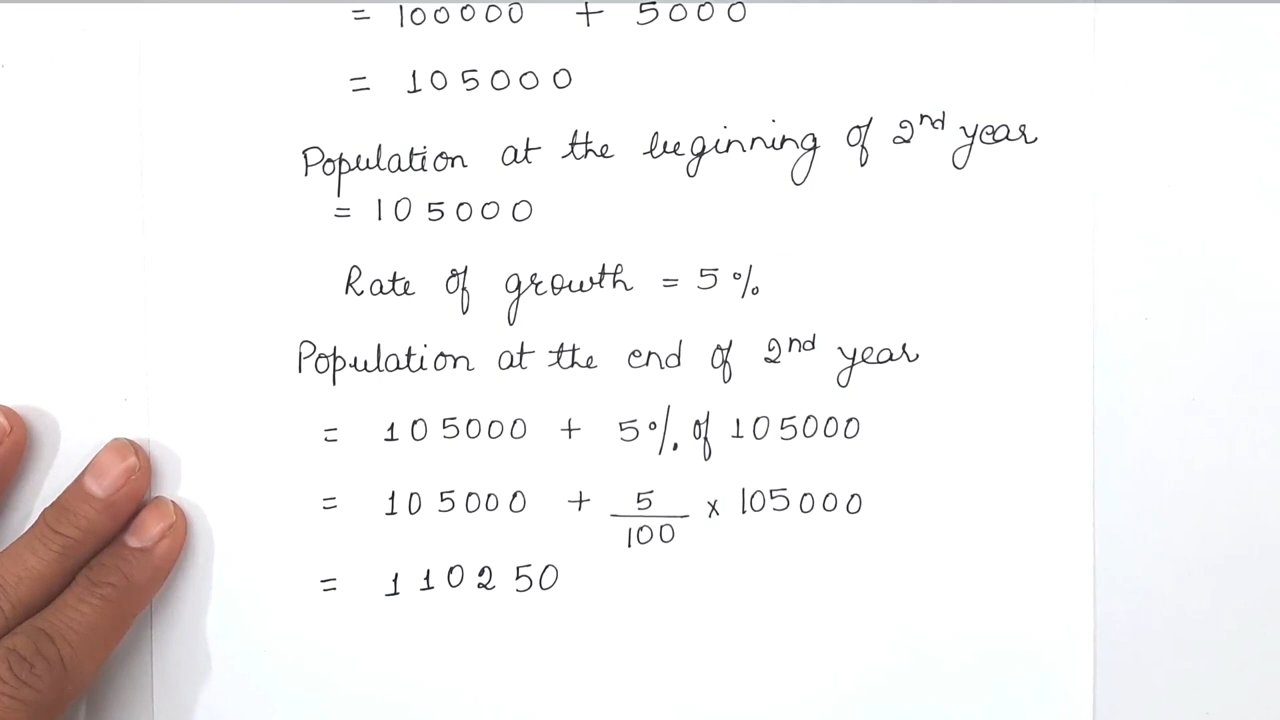 = 100000 + 5000
= 105000
Population at the beginning of 2nd year
= 105000
Rate of growth = 5%
Population at the end of 2nd year
= 105000 + 5% of 105000
= 105000 + 5/100 x 105000
= 110250